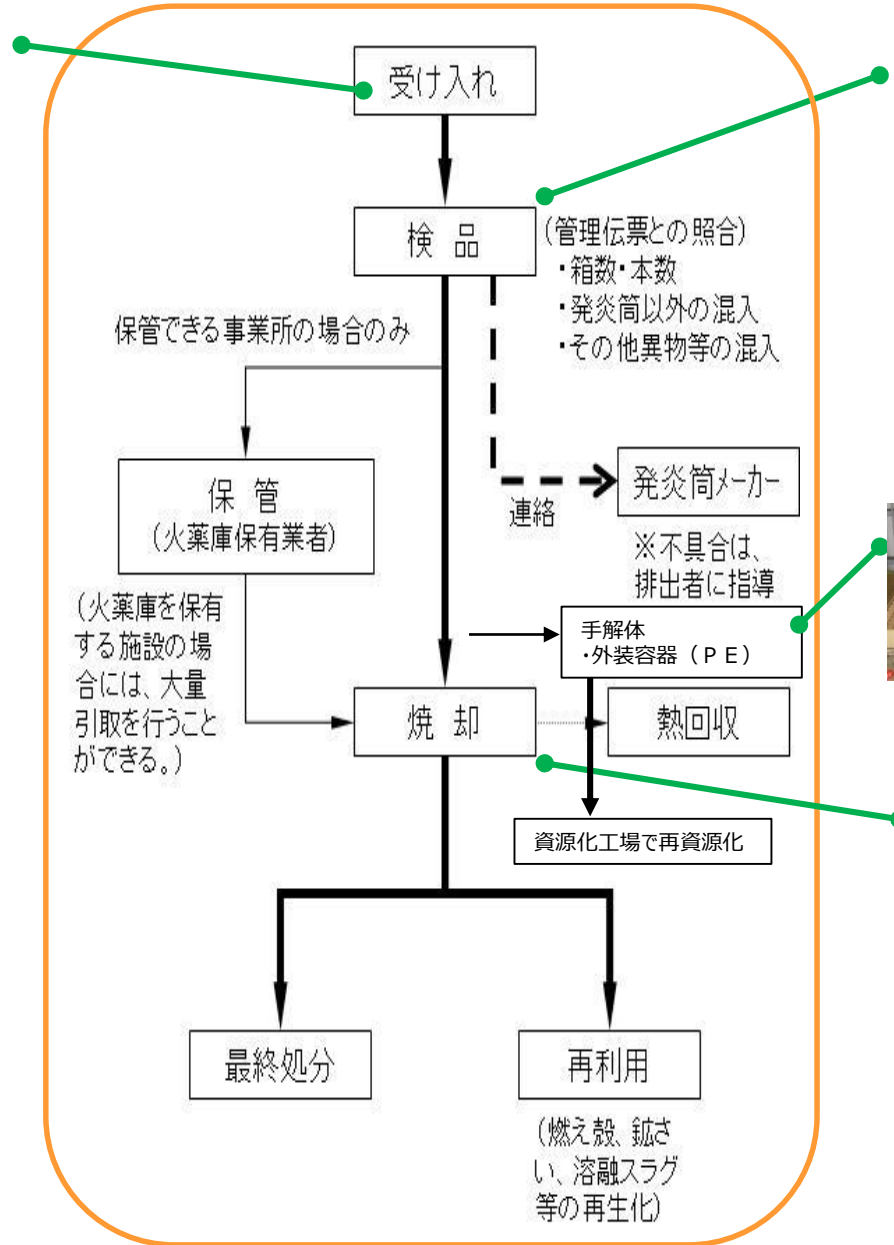 受け入れ
検 品
(管理伝票との照合)
・箱数・本数
・発炎筒以外の混入
・その他異物等の混入
保管できる事業所の場合のみ
保 管
(火薬庫保有業者)
発炎筒メーカー
連絡
※不具合は、
排出者に指導
(火薬庫を保有
する施設の場
合には、大量
引取を行うこと
ができる。)
手解体
・外装容器（ＰＥ）
焼 却
熱回収
資源化工場で再資源化
最終処分
再利用
(燃え殻、鉱さ
い、溶融スラグ
等の再生化)